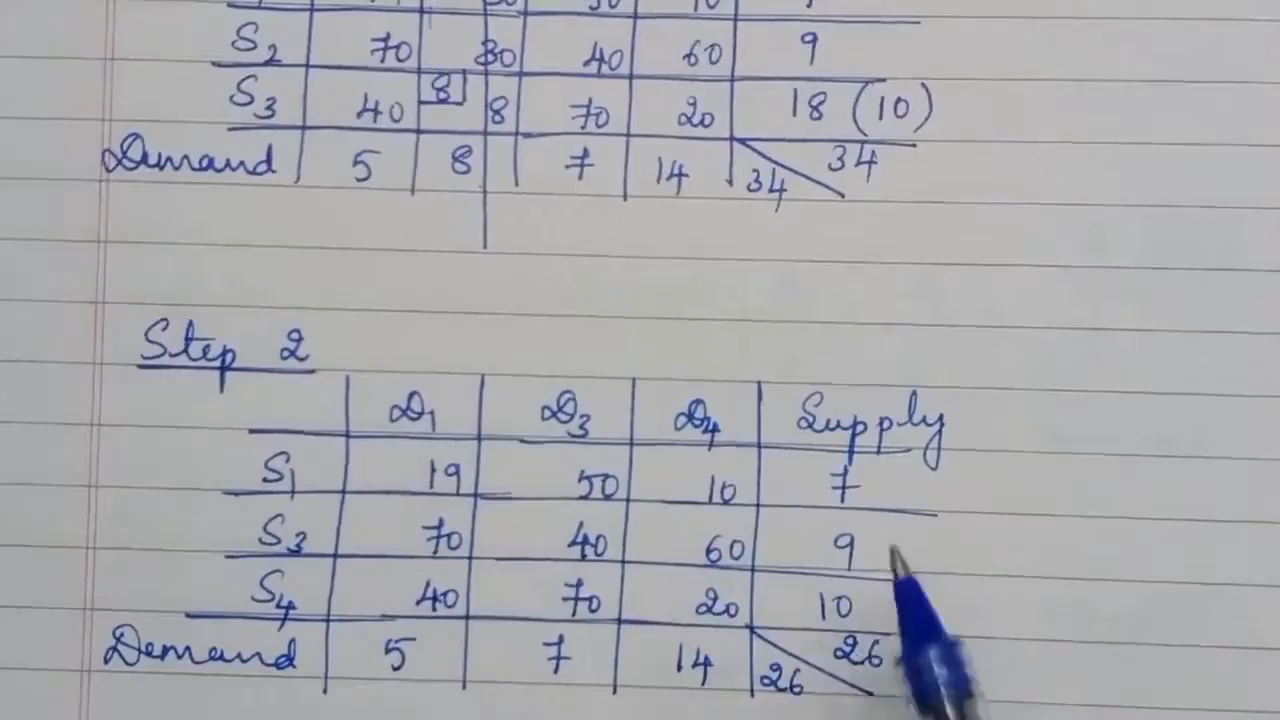 S2 70 30 40 60 9
S3 40 8 8 70 20 18 (10)
Demand 5 8 7 14 34 34
Step 2
D1 D3 D4 Supply
S1 19 50 10 7
S3 70 40 60 9
S4 40 70 20 10
Demand 5 7 14 26 26